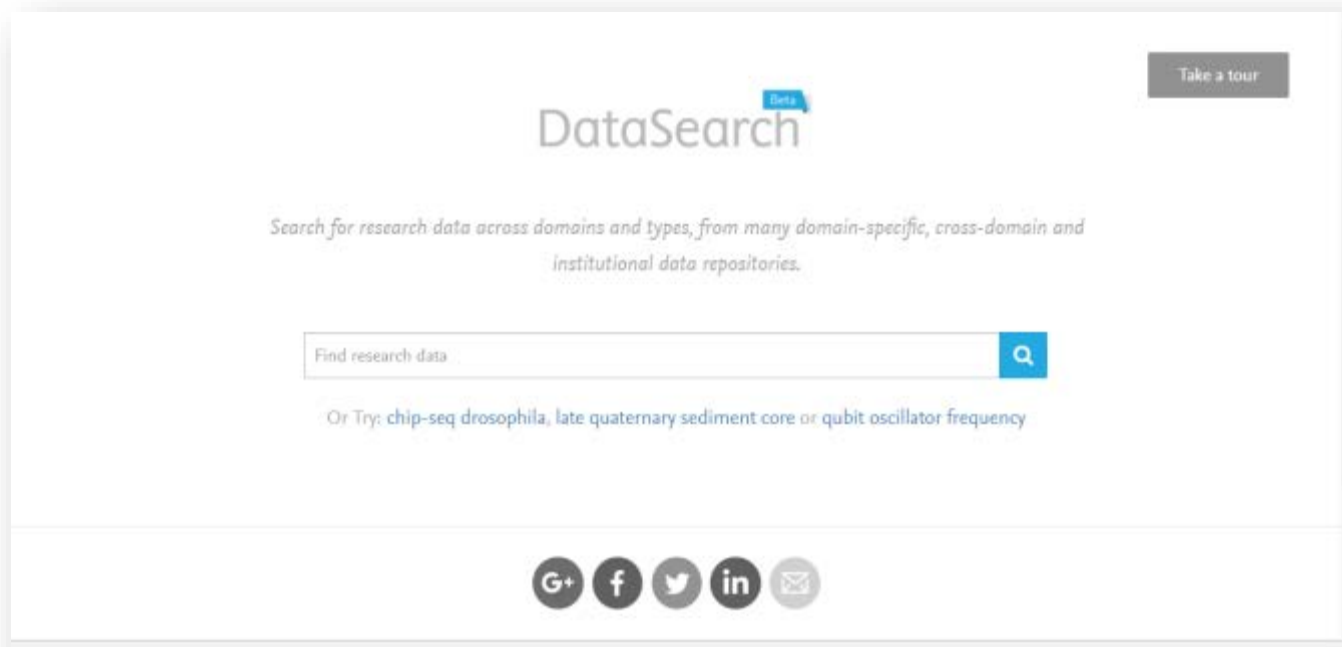 Take a tour
Beta
DataSearch
Search for research data across domains and types, from many domain-specific, cross-domain and
institutional data repositories.
Find research data
Or Try: chip-seq drosophila, late quaternary sediment core or qubit oscillator frequency
G+ f in